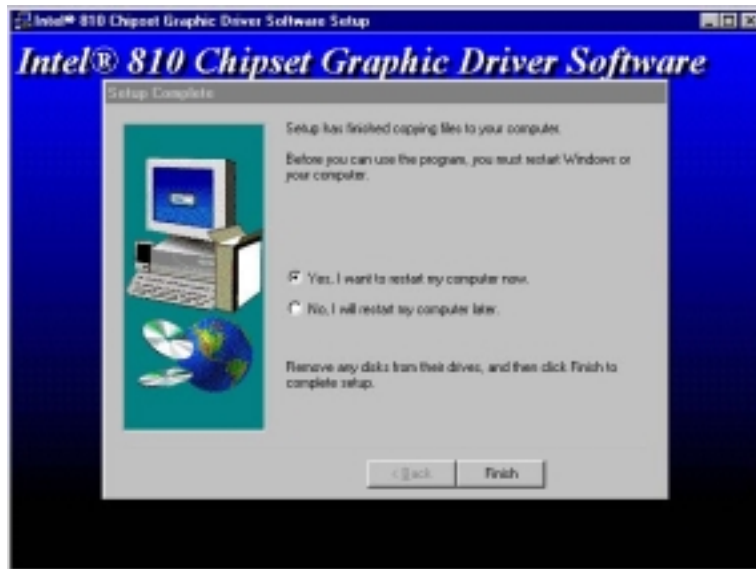 Intel® 810 Chipset Graphic Driver Software Setup
Intel® 810 Chipset Graphic Driver Software
Setup Complete
Setup has finished copying files to your computer.
Before you can use the program, you must restart Windows or
your computer.
Yes, I want to restart my computer now.
No, I will restart my computer later.
Remove any disks from their drives, and then click Finish to
complete setup.
< Back
Finish